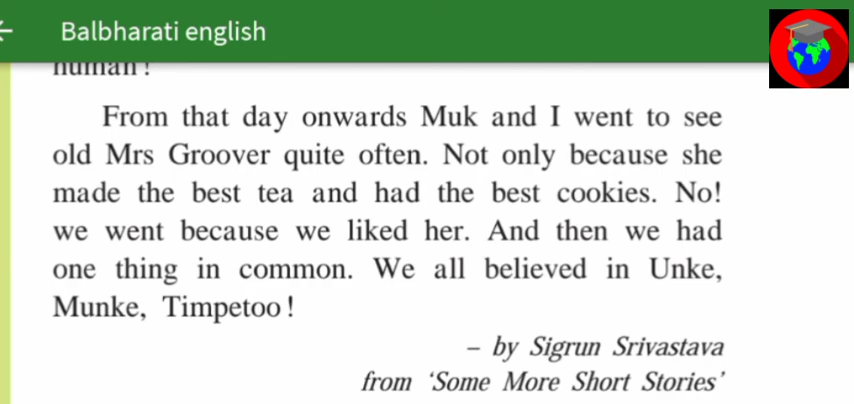 Balbharati english
human!
From that day onwards Muk and I went to see
old Mrs Groover quite often. Not only because she
made the best tea and had the best cookies. No!
we went because we liked her. And then we had
one thing in common. We all believed in Unke,
Munke, Timpetoo!
– by Sigrun Srivastava
from ‘Some More Short Stories’